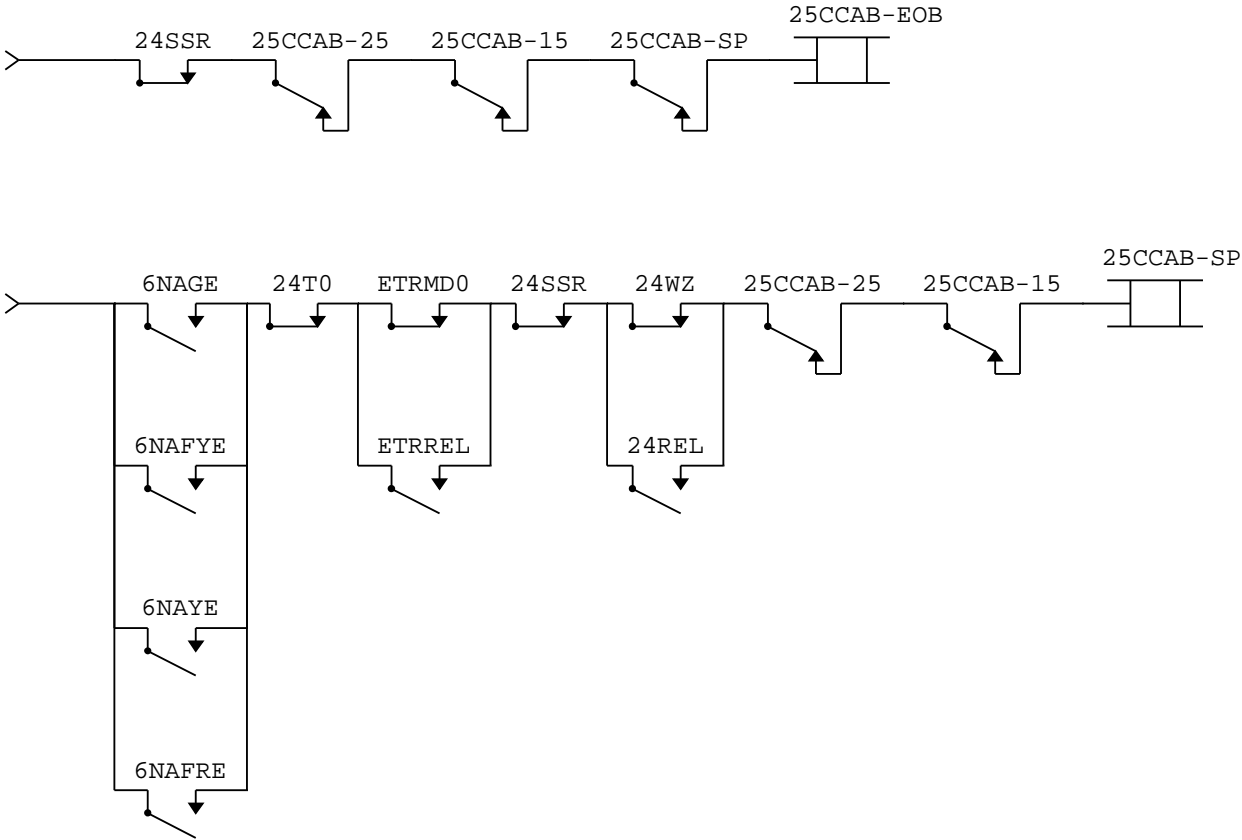 25CCAB-EOB
24SSR 25CCAB-25 25CCAB-15 25CCAB-SP
25CCAB-SP
6NAGE 24T0 ETRMD0 24SSR 24WZ 25CCAB-25 25CCAB-15
6NAFYE ETRREL 24REL
6NAYE
6NAFRE